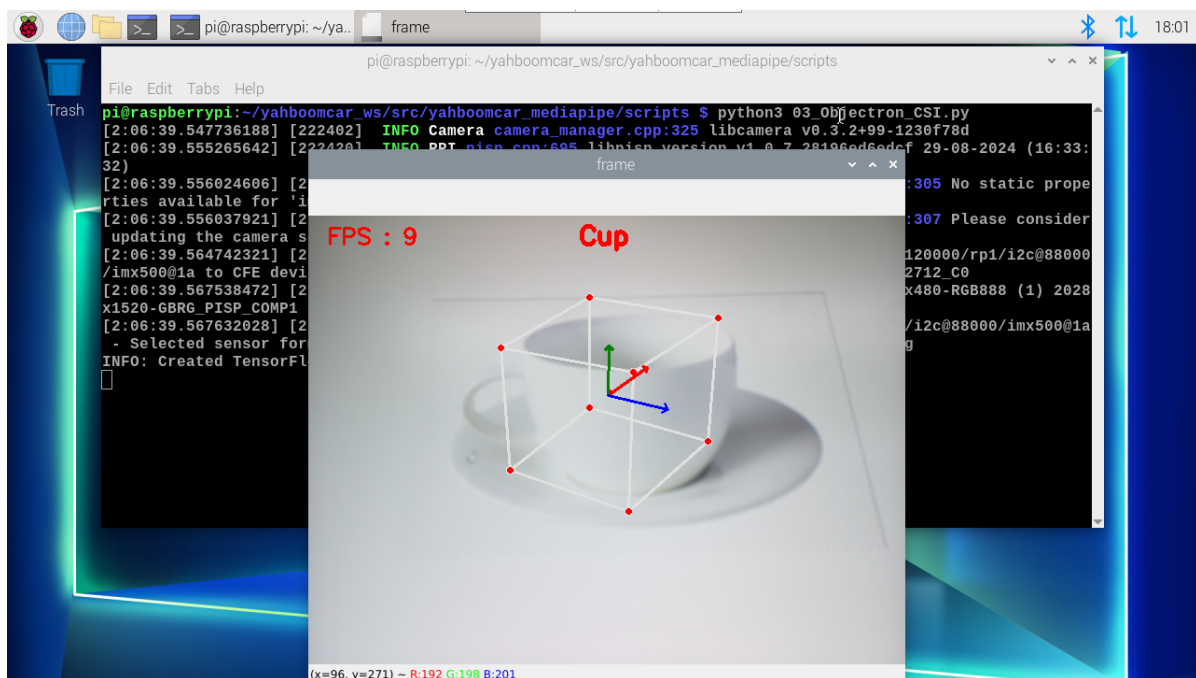 pi@raspberrypi: ~/ya..
frame
18:01
Trash
pi@raspberrypi: ~/yahboomcar_ws/src/yahboomcar_mediapipe/scripts
File Edit Tabs Help
pi@raspberrypi:~/yahboomcar_ws/src/yahboomcar_mediapipe/scripts $ python3 03_Objectron_CSI.py
[2:06:39.547736188] [222402] INFO Camera camera_manager.cpp:325 libcamera v0.3.2+99-1230f78d
[2:06:39.555265642] [222420] INFO RPI pisp.cpp:695 libpisp version v1.0.7 28196ed6edcf 29-08-2024 (16:33:
32)
[2:06:39.556024606] [2 :305 No static prope
rties available for 'i
[2:06:39.556037921] [2 :307 Please consider
updating the camera s
[2:06:39.564742321] [2 120000/rp1/i2c@88000
/imx500@1a to CFE devi 2712_C0
[2:06:39.567538472] [2 x480-RGB888 (1) 2028
x1520-GBRG_PISP_COMP1
[2:06:39.567632028] [2 /i2c@88000/imx500@1a
- Selected sensor for g
INFO: Created TensorFl
frame
FPS : 9
Cup
(x=96, y=271) ~ R:192 G:198 B:201